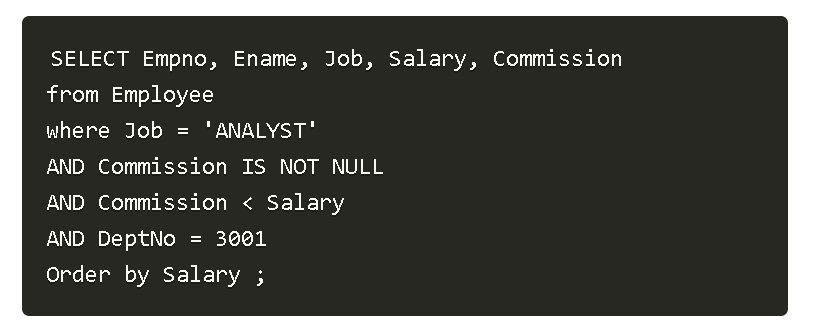 SELECT Empno, Ename, Job, Salary, Commission
from Employee
where Job = 'ANALYST'
AND Commission IS NOT NULL
AND Commission < Salary
AND DeptNo = 3001
Order by Salary ;